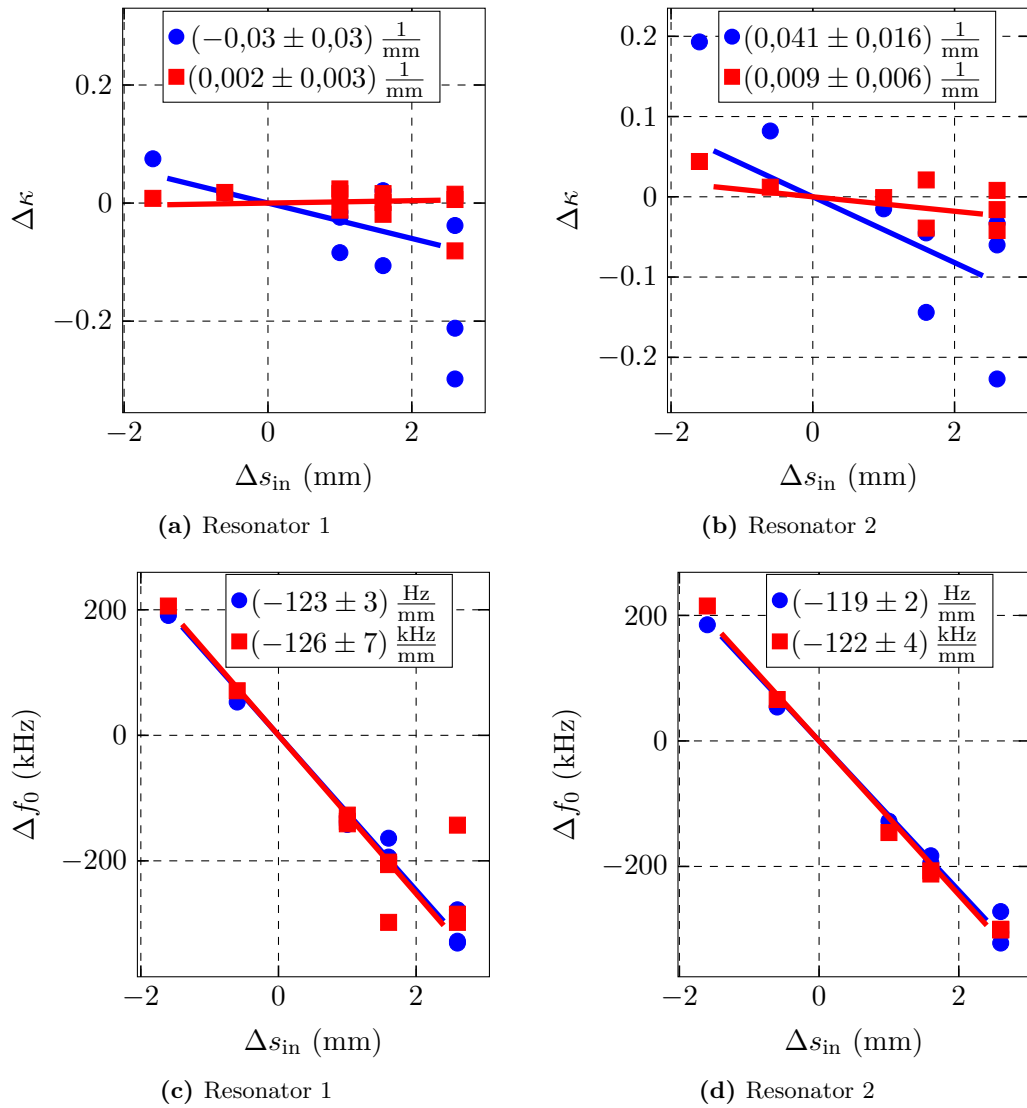 (−0,03 ± 0,03) 1/mm
(0,002 ± 0,003) 1/mm
0.2
0
−0.2
Δκ
−2 0 2
Δs_in (mm)
(a) Resonator 1
(0,041 ± 0,016) 1/mm
(0,009 ± 0,006) 1/mm
0.2
0.1
0
−0.1
−0.2
Δκ
−2 0 2
Δs_in (mm)
(b) Resonator 2
(−123 ± 3) Hz/mm
(−126 ± 7) kHz/mm
200
0
−200
Δf₀ (kHz)
−2 0 2
Δs_in (mm)
(c) Resonator 1
(−119 ± 2) Hz/mm
(−122 ± 4) kHz/mm
200
0
−200
Δf₀ (kHz)
−2 0 2
Δs_in (mm)
(d) Resonator 2